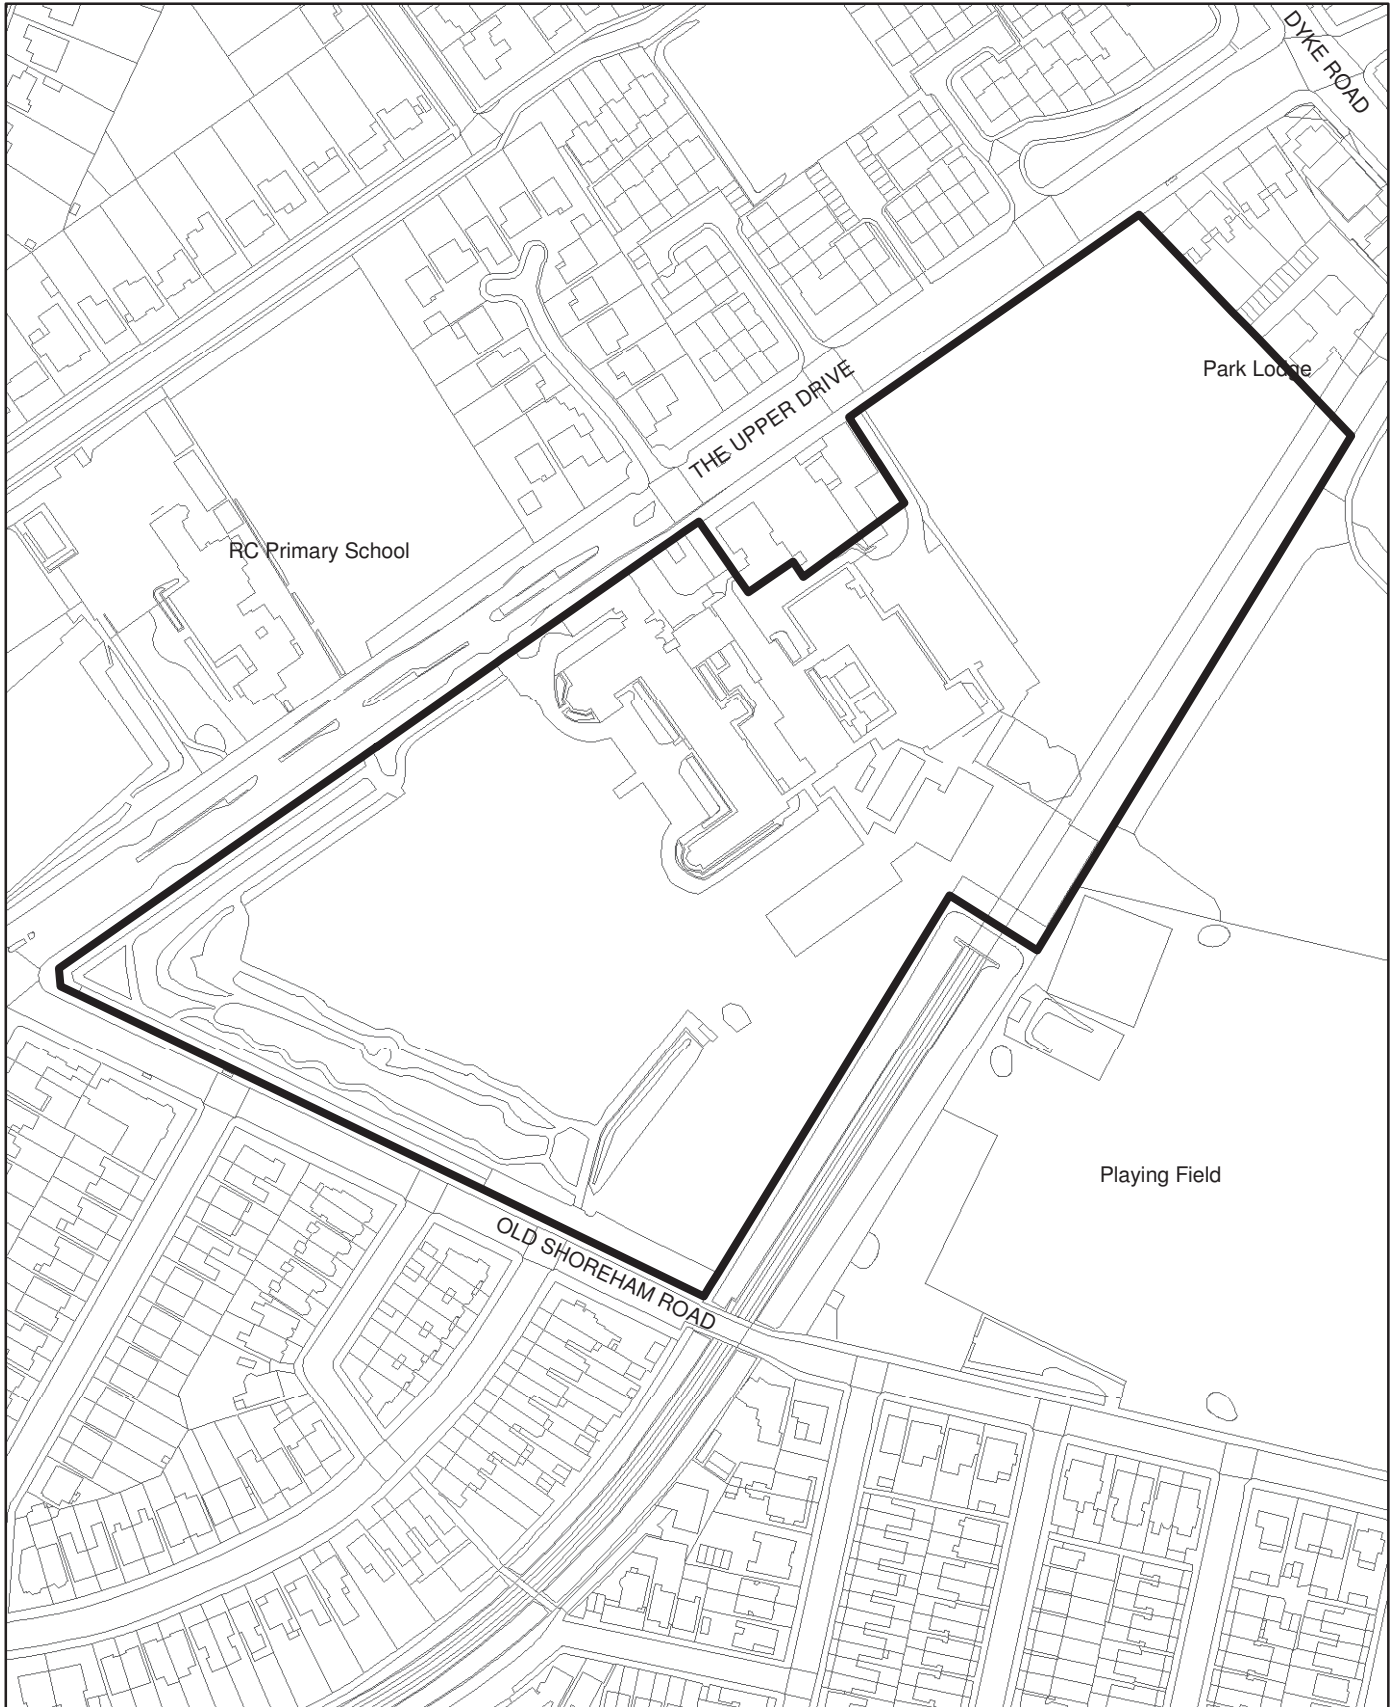 DYKE ROAD
Park Lodge
THE UPPER DRIVE
RC Primary School
Playing Field
OLD SHOREHAM ROAD